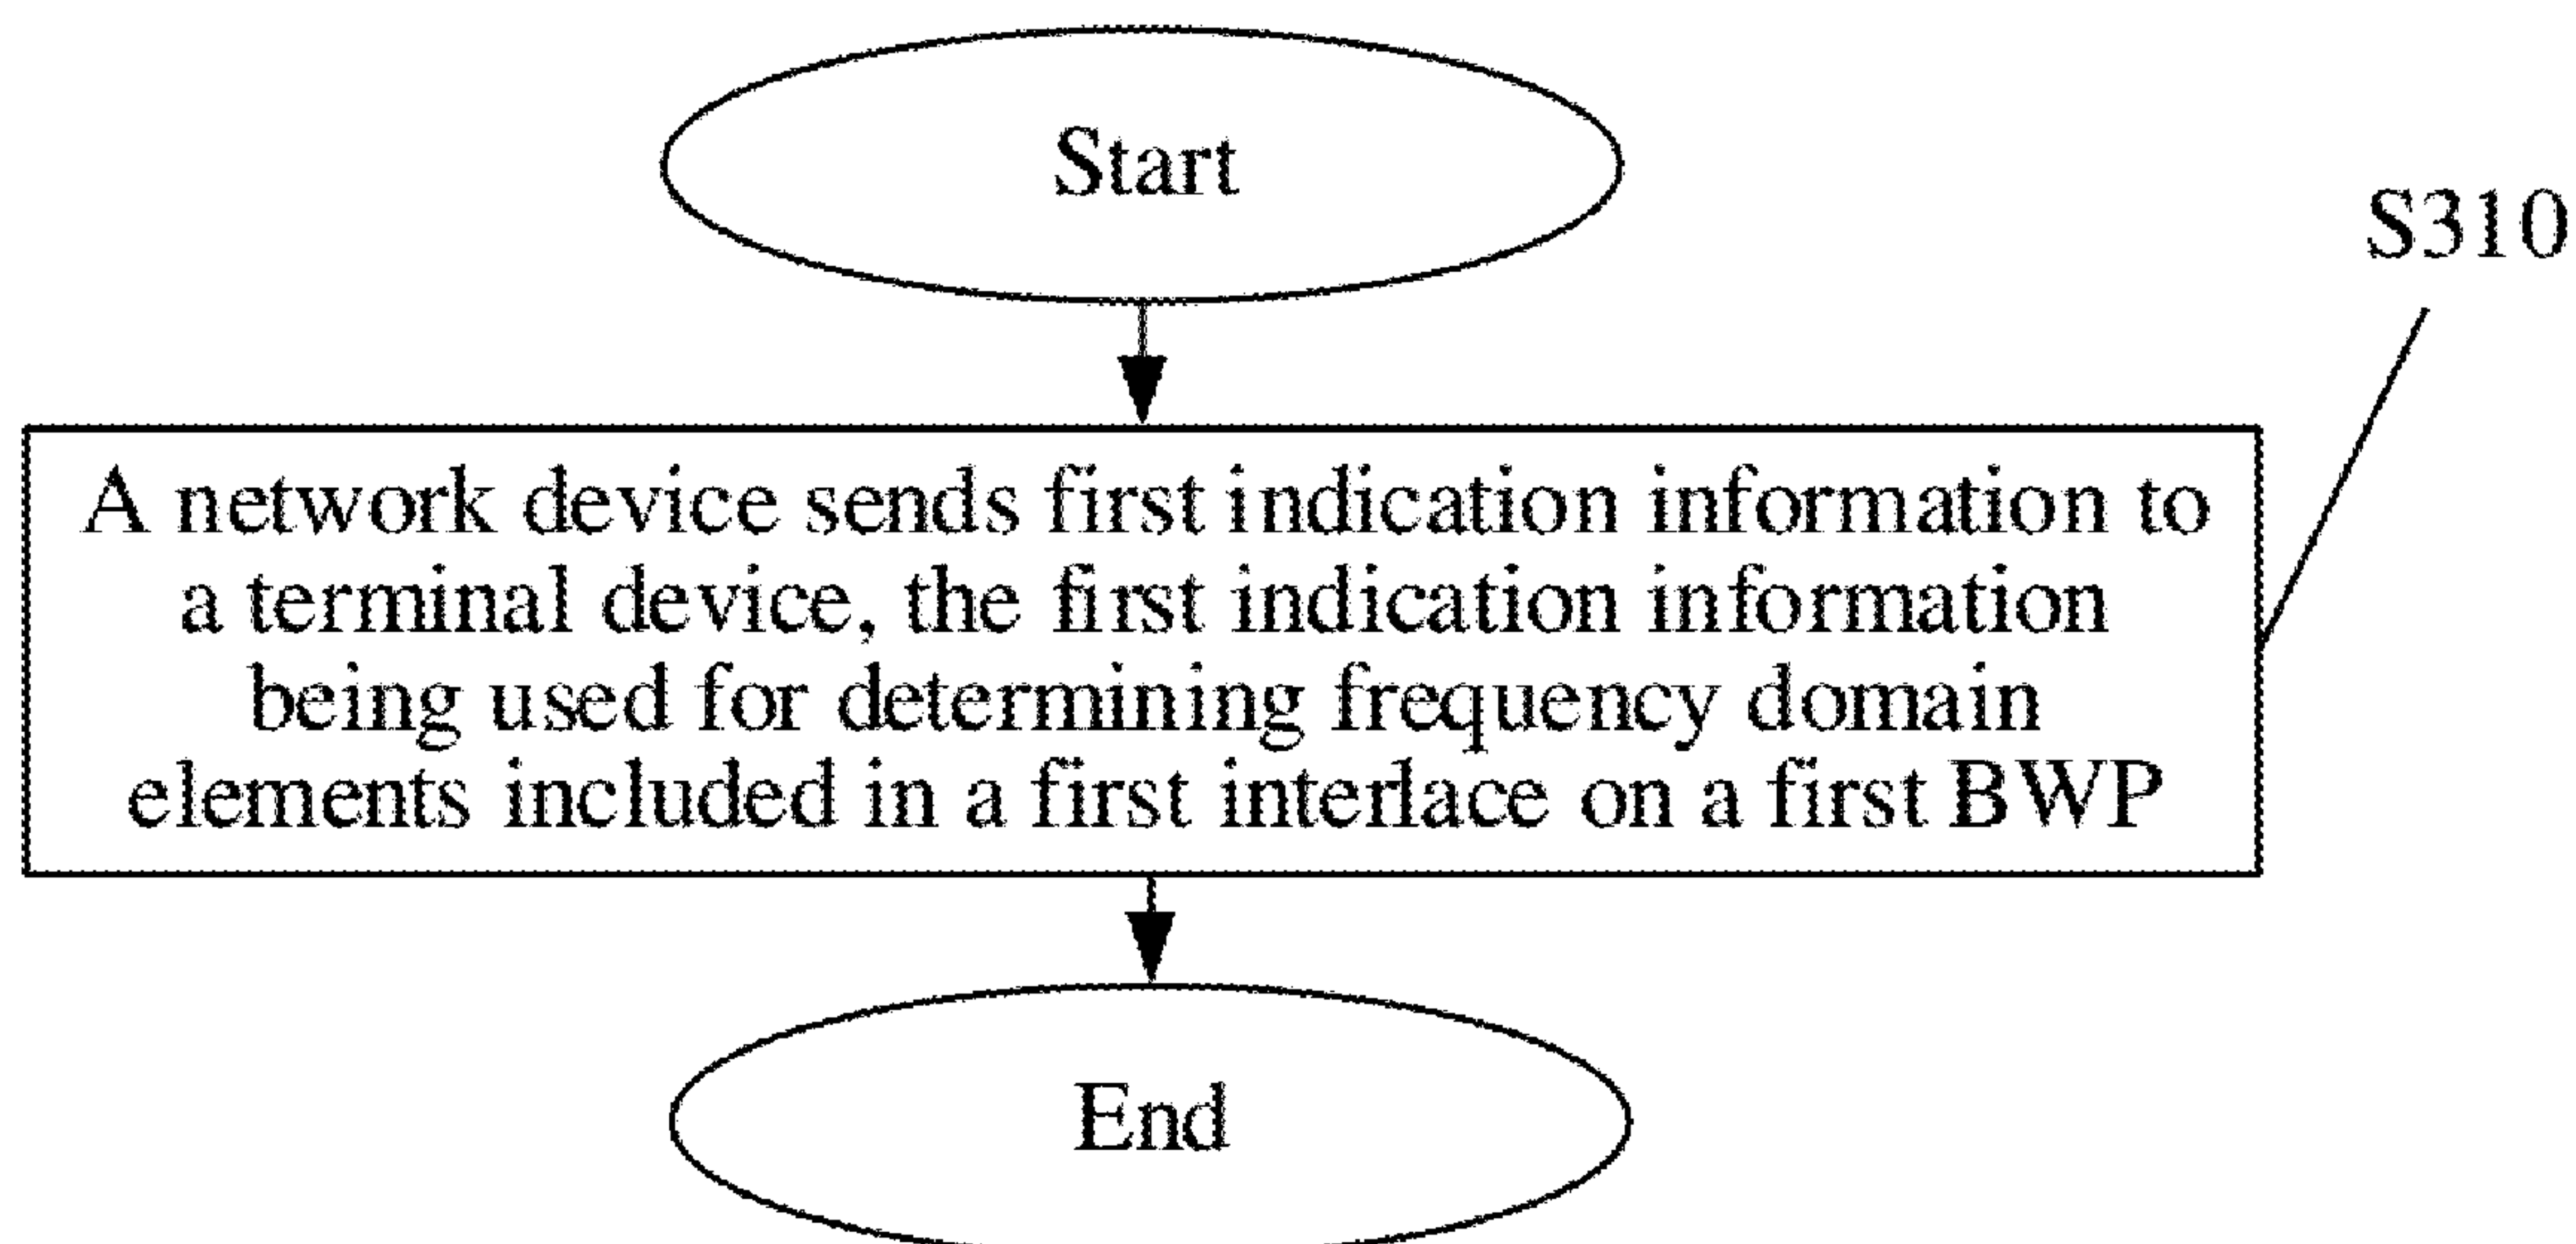 Start
S310
A network device sends first indication information to
a terminal device, the first indication information
being used for determining frequency domain
elements included in a first interlace on a first BWP
End